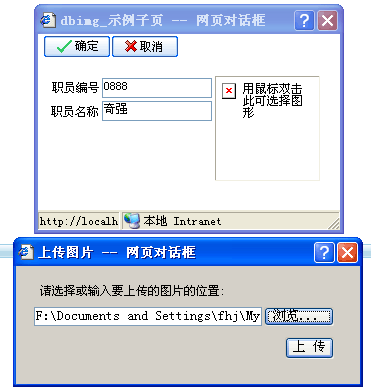 dbimg_示例子页 -- 网页对话框
确定 取消
职员编号 0888
职员名称 奇强
用鼠标双击
此可选择图
形
http://localh 本地 Intranet
上传图片 -- 网页对话框
请选择或输入要上传的图片的位置:
F:\Documents and Settings\fhj\My 浏览...
上 传